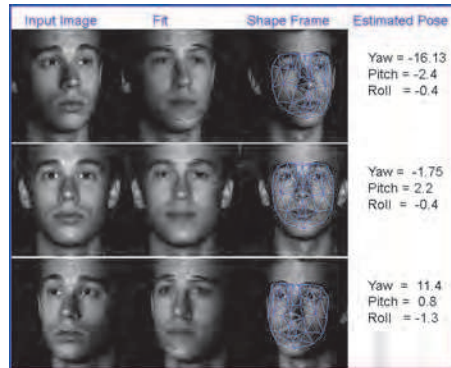 Input Image Fit Shape Frame Estimated Pose
Yaw = -16.13
Pitch = -2.4
Roll = -0.4
Yaw = -1.75
Pitch = 2.2
Roll = -0.4
Yaw = 11.4
Pitch = 0.8
Roll = -1.3